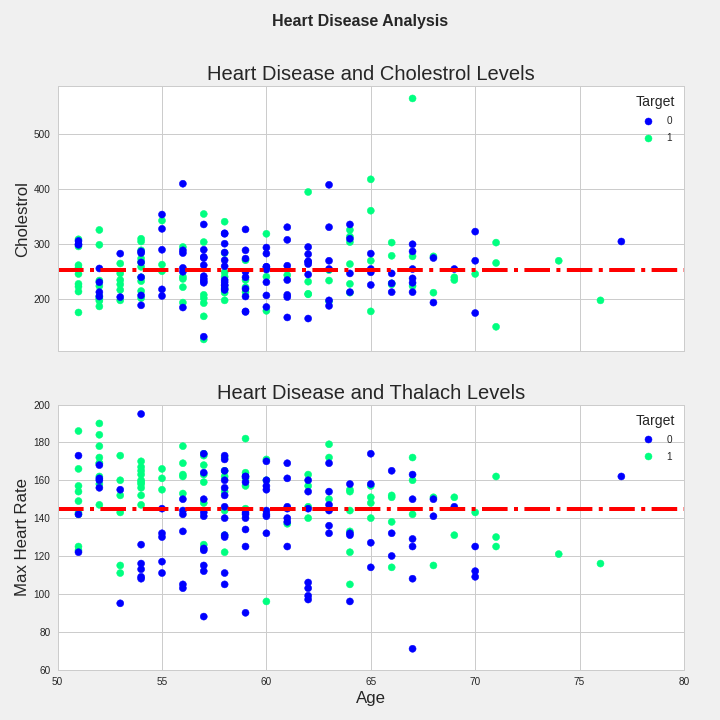 Heart Disease Analysis
Heart Disease and Cholestrol Levels
Target
0
1
Cholestrol
500
400
300
200
Heart Disease and Thalach Levels
Target
0
1
Max Heart Rate
200
180
160
140
120
100
80
60
50 55 60 65 70 75 80
Age